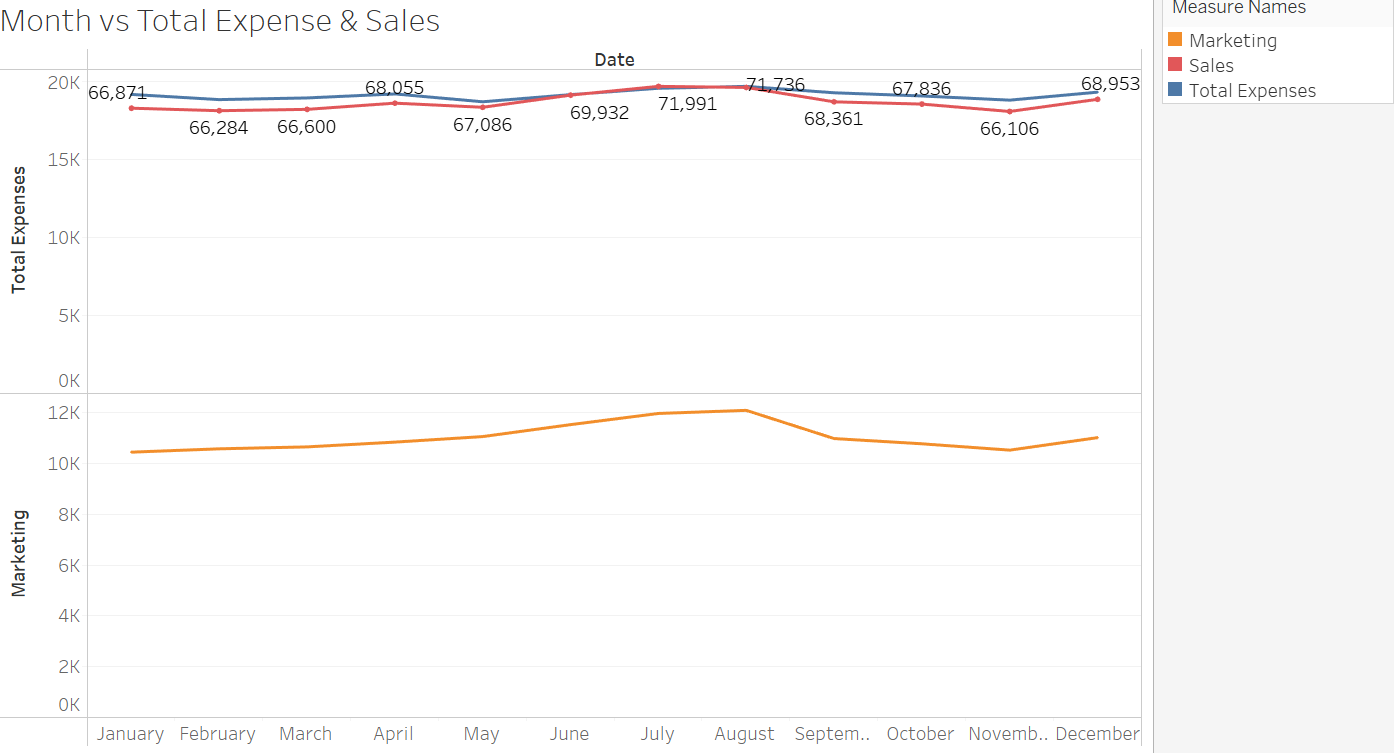 Month vs Total Expense & Sales
Date
Total Expenses
20K
15K
10K
5K
0K
66,871
66,284
66,600
68,055
67,086
69,932
71,991
71,736
68,361
67,836
66,106
68,953
Marketing
12K
10K
8K
6K
4K
2K
0K
January February March April May June July August Septem.. October Novemb.. December
Measure Names
Marketing
Sales
Total Expenses